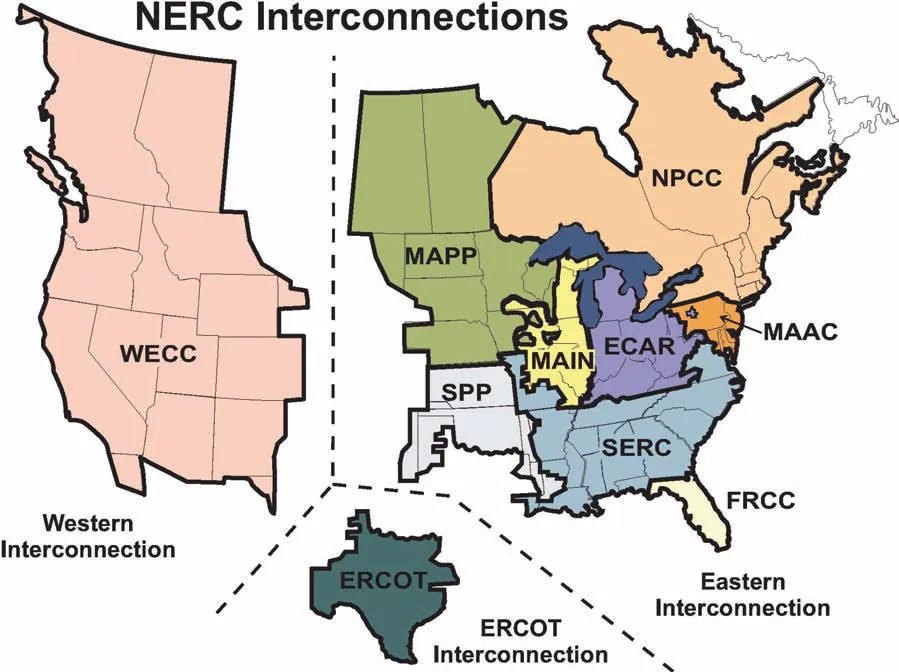 NERC Interconnections
NPCC
MAPP
MAAC
WECC
MAIN
ECAR
SPP
SERC
FRCC
Western
Interconnection
ERCOT
Eastern
Interconnection
ERCOT
Interconnection